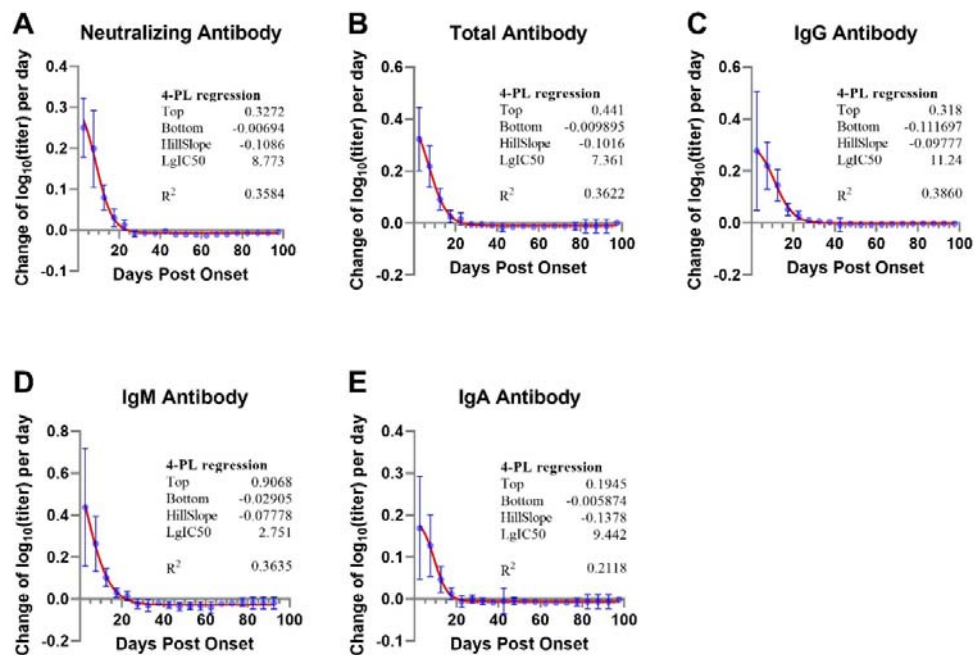 A
Neutralizing Antibody
Change of log10(titer) per day
0.4
0.3
0.2
0.1
0.0
-0.1
4-PL regression
Top 0.3272
Bottom -0.00694
HillSlope -0.1086
LgIC50 8.773
R² 0.3584
20 40 60 80 100
Days Post Onset
B
Total Antibody
Change of log10(titer) per day
0.6
0.4
0.2
0.0
-0.2
4-PL regression
Top 0.441
Bottom -0.009895
HillSlope -0.1016
LgIC50 7.361
R² 0.3622
20 40 60 80 100
Days Post Onset
C
IgG Antibody
Change of log10(titer) per day
0.6
0.4
0.2
0.0
-0.2
4-PL regression
Top 0.318
Bottom -0.111697
HillSlope -0.09777
LgIC50 11.24
R² 0.3860
20 40 60 80 100
Days Post Onset
D
IgM Antibody
Change of log10(titer) per day
0.8
0.6
0.4
0.2
0.0
-0.2
4-PL regression
Top 0.9068
Bottom -0.02905
HillSlope -0.07778
LgIC50 2.751
R² 0.3635
20 40 60 80 100
Days Post Onset
E
IgA Antibody
Change of log10(titer) per day
0.4
0.3
0.2
0.1
0.0
-0.1
4-PL regression
Top 0.1945
Bottom -0.005874
HillSlope -0.1378
LgIC50 9.442
R² 0.2118
20 40 60 80 100
Days Post Onset